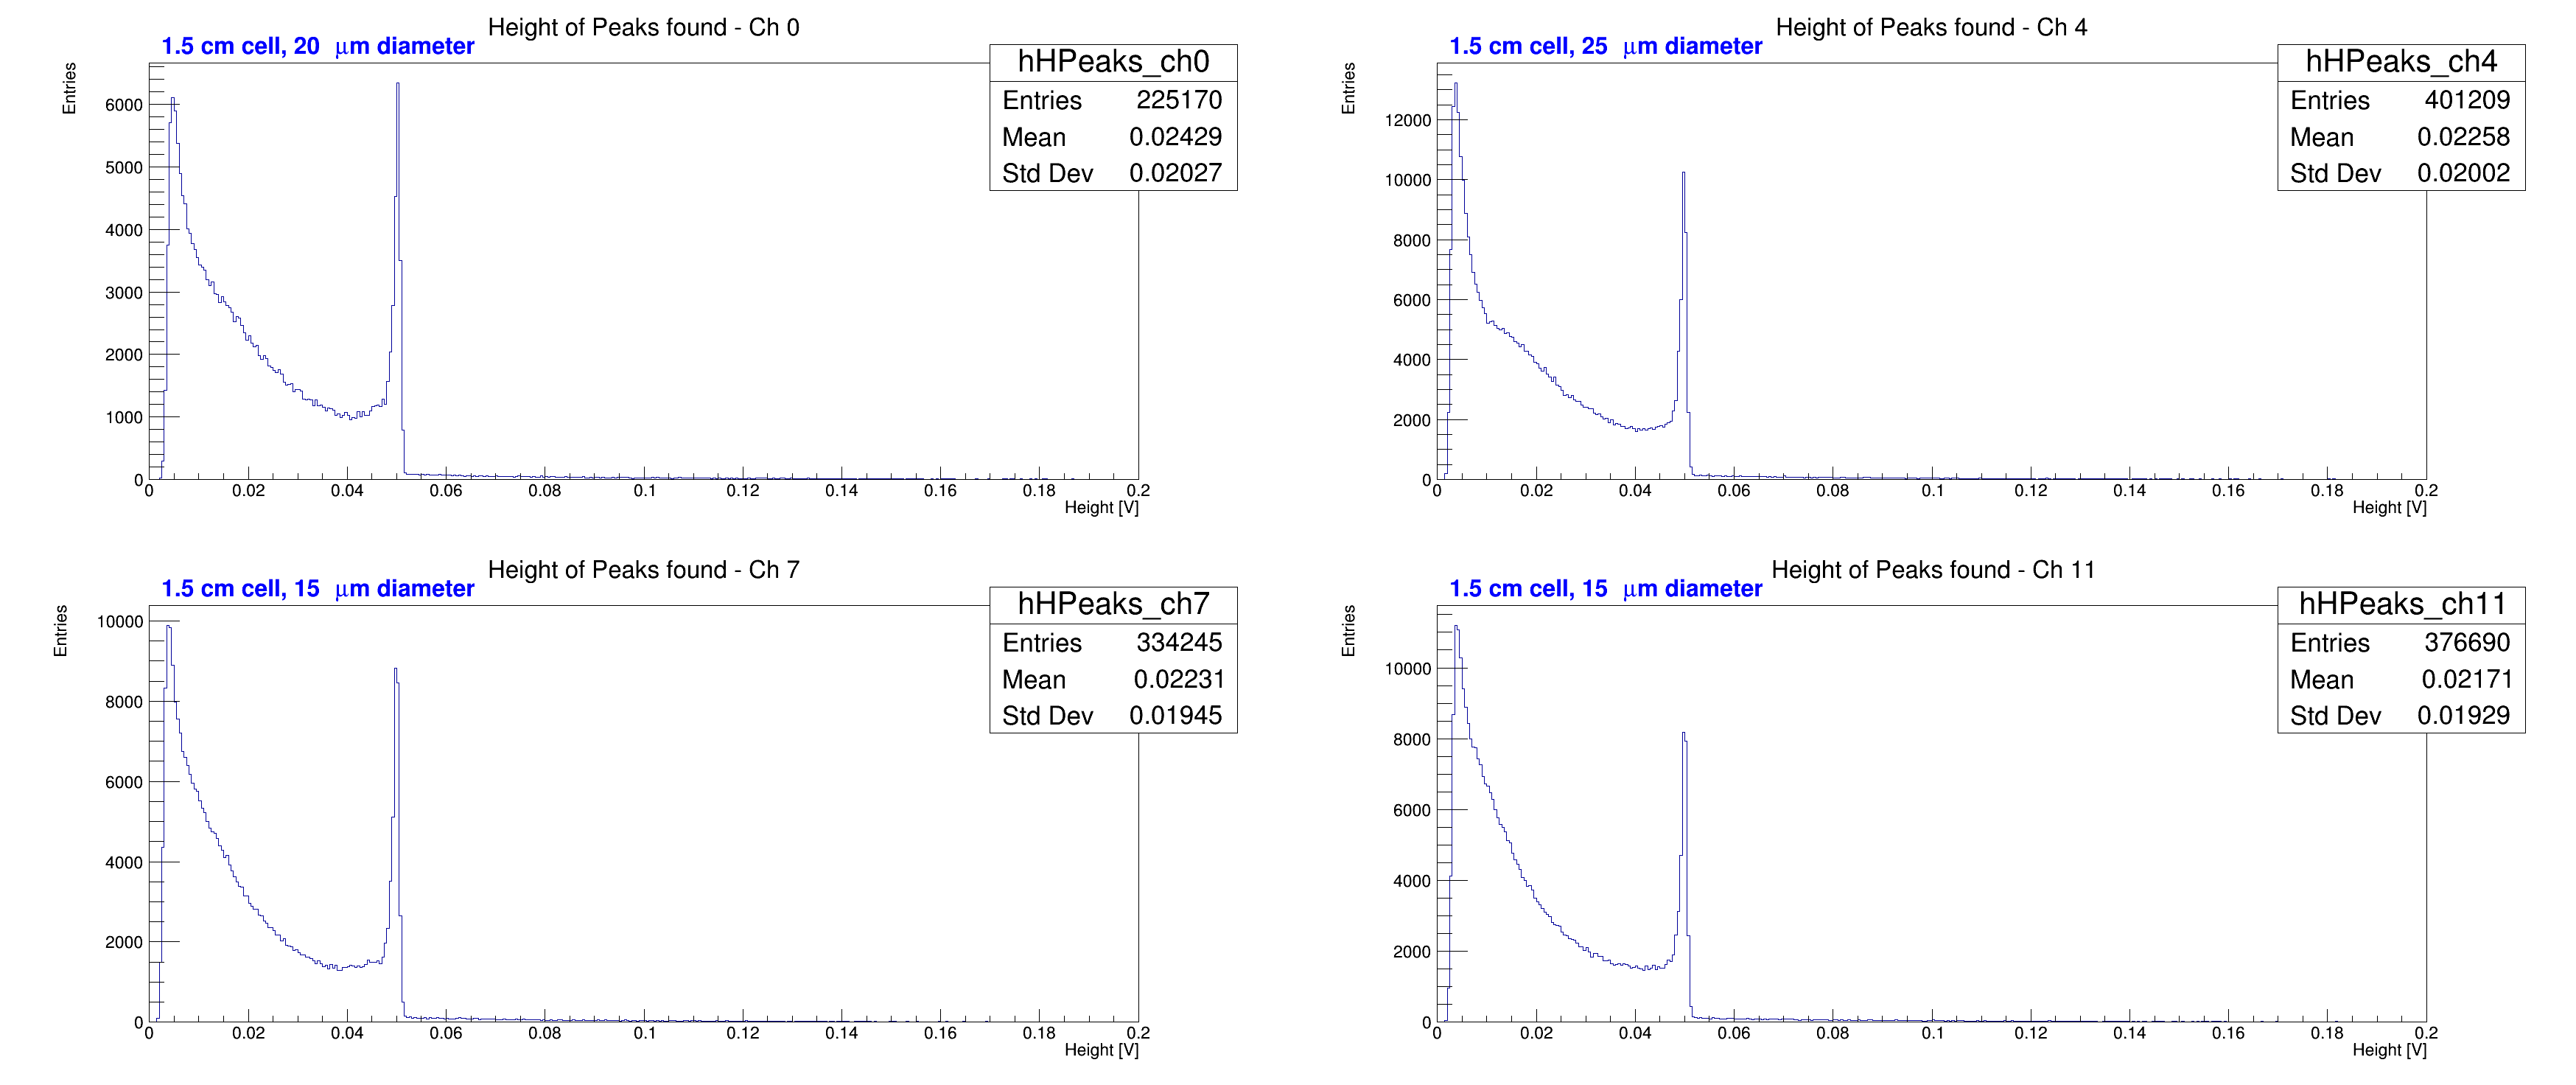 Height of Peaks found - Ch 0
1.5 cm cell, 20 μm diameter
Entries
hHPeaks_ch0
Entries 225170
Mean 0.02429
Std Dev 0.02027
6000
5000
4000
3000
2000
1000
0
0 0.02 0.04 0.06 0.08 0.1 0.12 0.14 0.16 0.18 0.2
Height [V]
Height of Peaks found - Ch 4
1.5 cm cell, 25 μm diameter
Entries
hHPeaks_ch4
Entries 401209
Mean 0.02258
Std Dev 0.02002
12000
10000
8000
6000
4000
2000
0
0 0.02 0.04 0.06 0.08 0.1 0.12 0.14 0.16 0.18 0.2
Height [V]
Height of Peaks found - Ch 7
1.5 cm cell, 15 μm diameter
Entries
hHPeaks_ch7
Entries 334245
Mean 0.02231
Std Dev 0.01945
10000
8000
6000
4000
2000
0
0 0.02 0.04 0.06 0.08 0.1 0.12 0.14 0.16 0.18 0.2
Height [V]
Height of Peaks found - Ch 11
1.5 cm cell, 15 μm diameter
Entries
hHPeaks_ch11
Entries 376690
Mean 0.02171
Std Dev 0.01929
10000
8000
6000
4000
2000
0
0 0.02 0.04 0.06 0.08 0.1 0.12 0.14 0.16 0.18 0.2
Height [V]